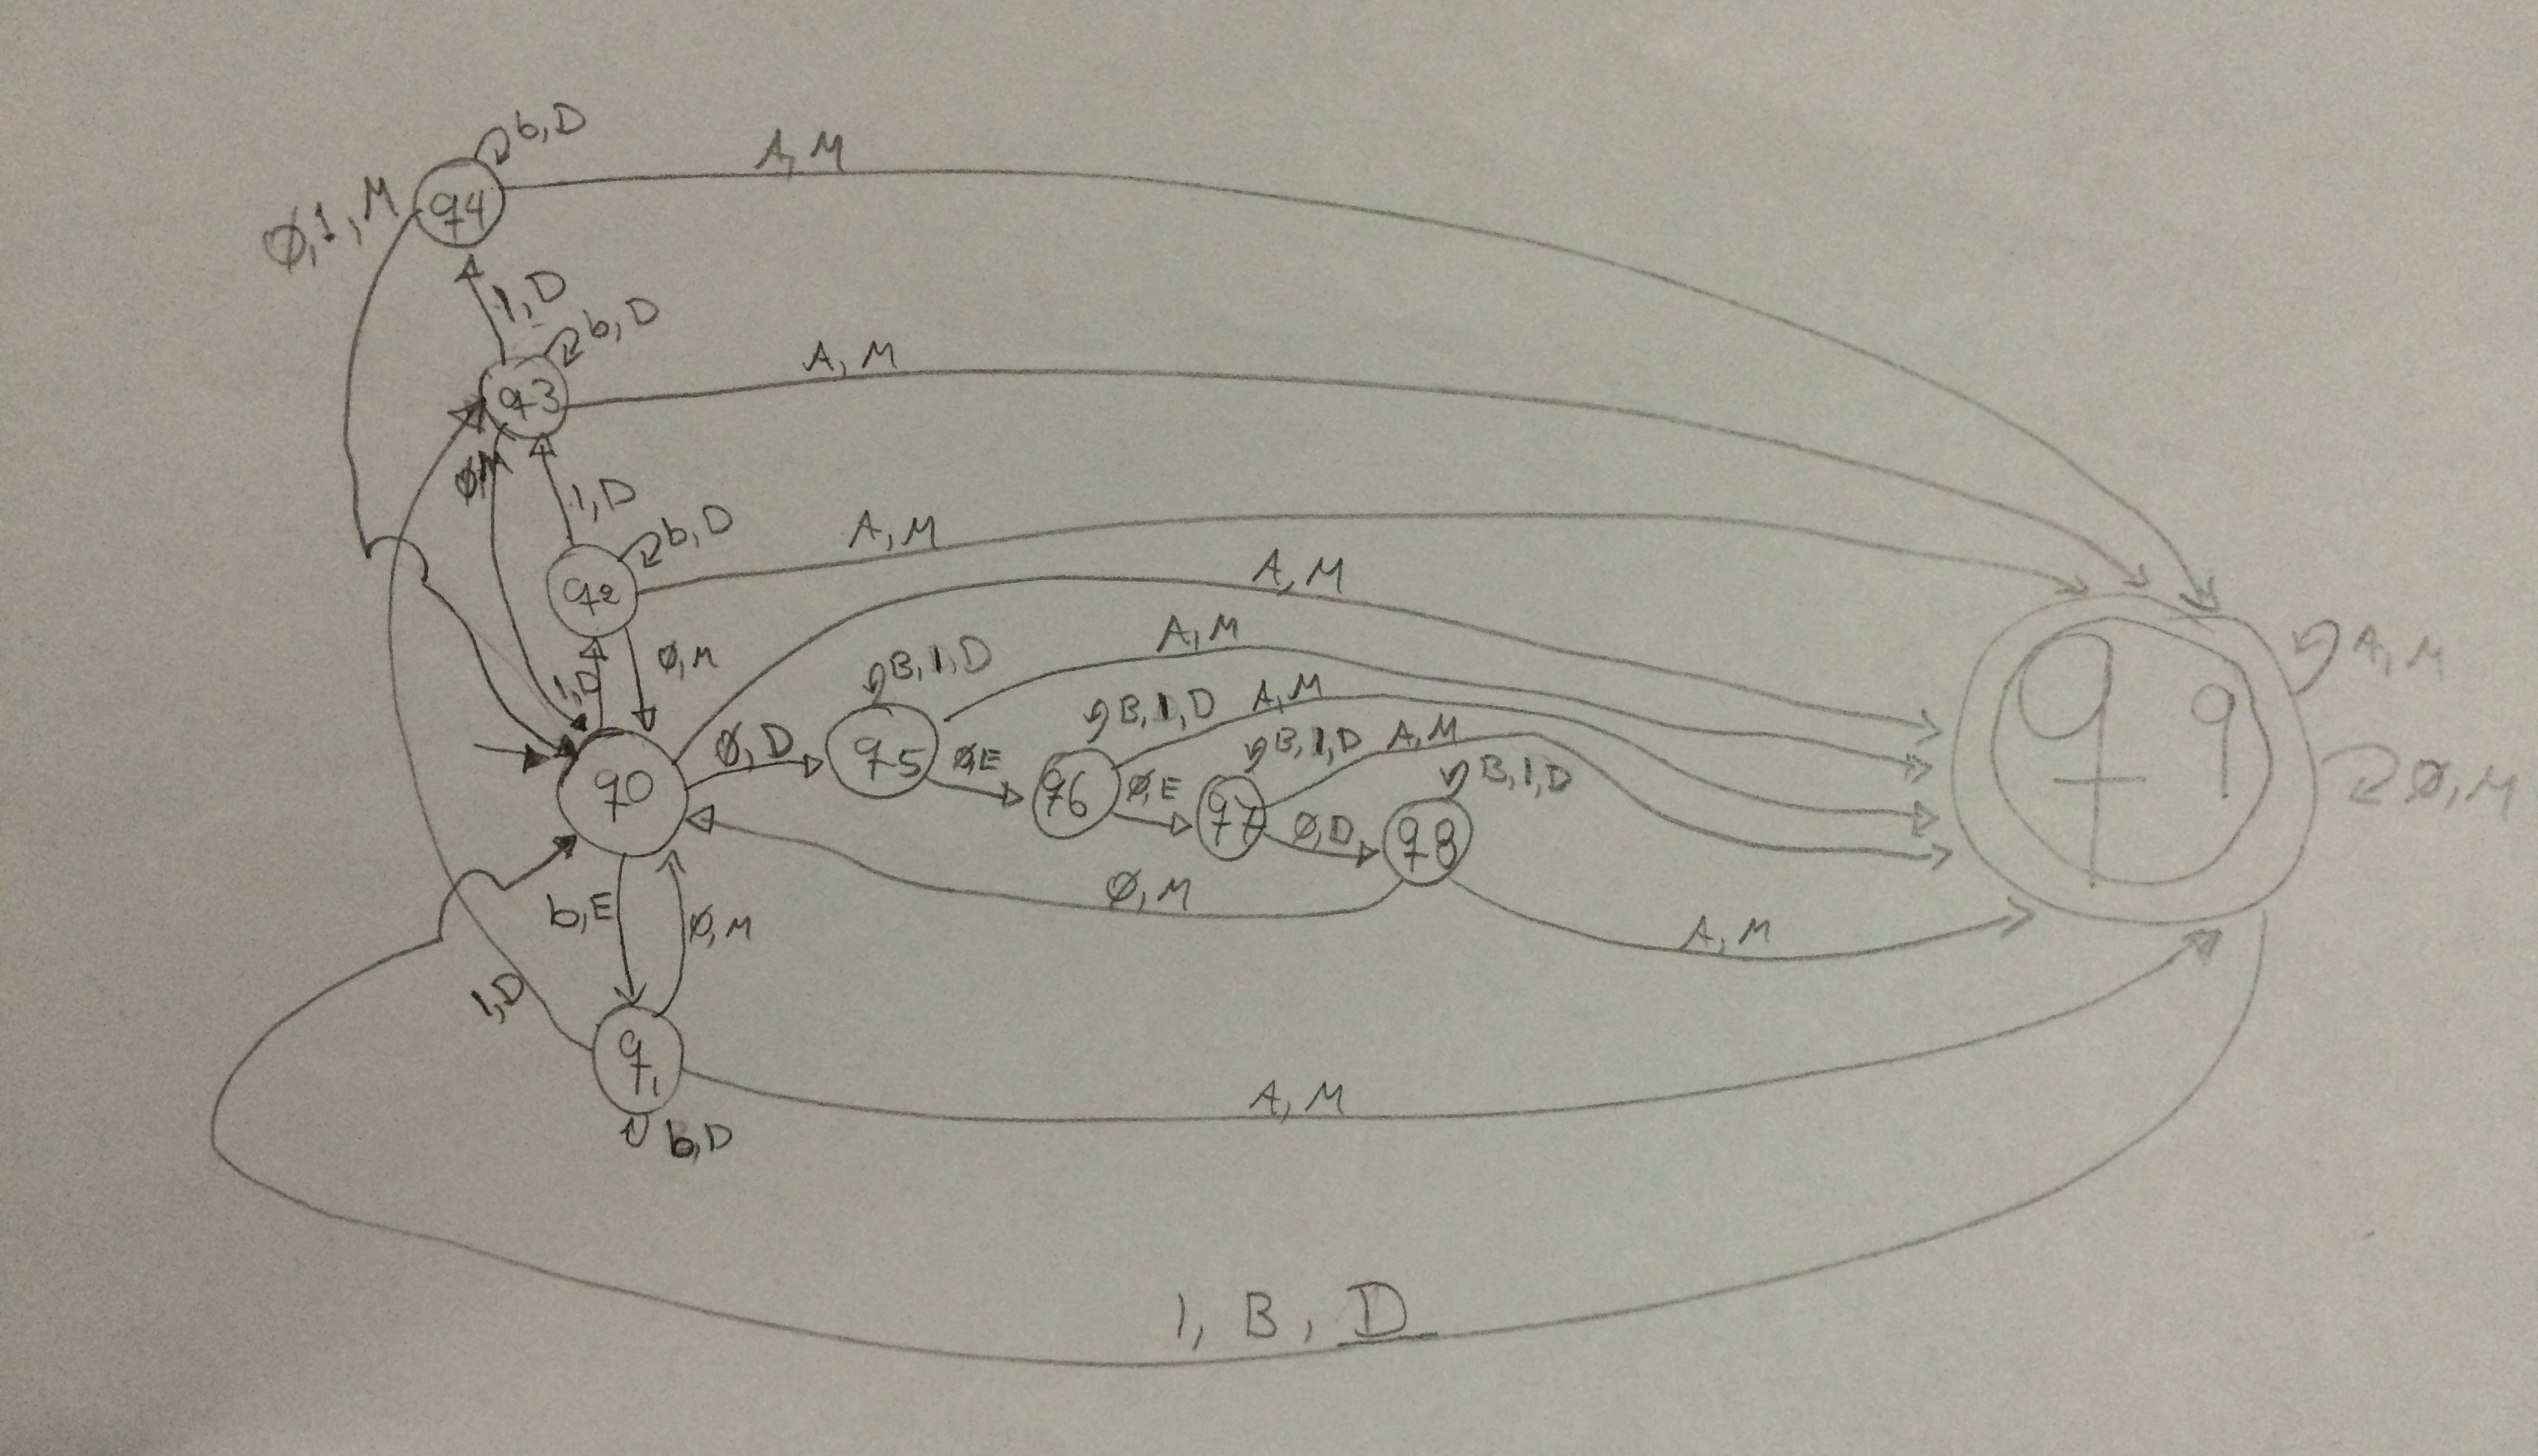 b,D
A,M
Ø,1,M
q4
1,D
b,D
A,M
q3
Ø,M
1,D
b,D
A,M
q2
A,M
1,D
Ø,M
B,1,D
A,M
B,1,D
A,M
B,1,D
A,M
B,1,D
q0
Ø,D
q5
Ø,E
q6
Ø,E
q7
Ø,D
q8
q9
A,M
Ø,M
b,E
Ø,M
Ø,M
A,M
1,D
q1
A,M
b,D
1, B, D